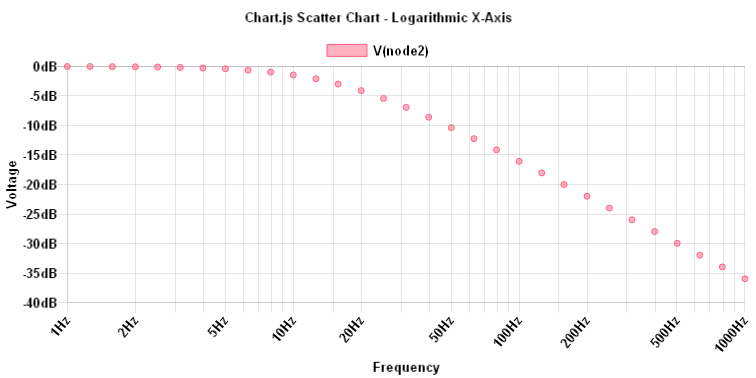 Chart.js Scatter Chart - Logarithmic X-Axis
V(node2)
0dB
-5dB
-10dB
-15dB
-20dB
-25dB
-30dB
-35dB
-40dB
Voltage
1Hz
2Hz
5Hz
10Hz
20Hz
50Hz
100Hz
200Hz
500Hz
1000Hz
Frequency